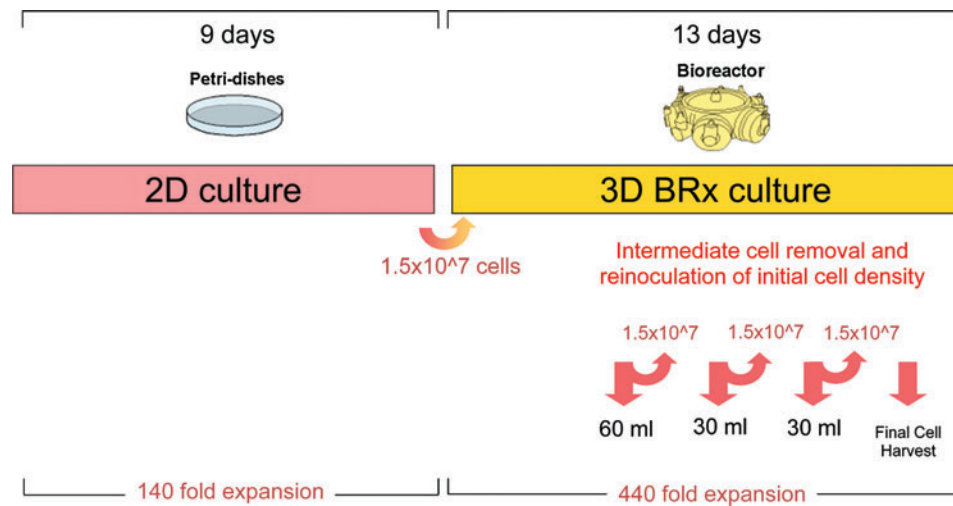 9 days
13 days
Petri-dishes
Bioreactor
2D culture
3D BRx culture
1.5x10^7 cells
Intermediate cell removal and
reinoculation of initial cell density
1.5x10^7
1.5x10^7
1.5x10^7
60 ml
30 ml
30 ml
Final Cell
Harvest
140 fold expansion
440 fold expansion